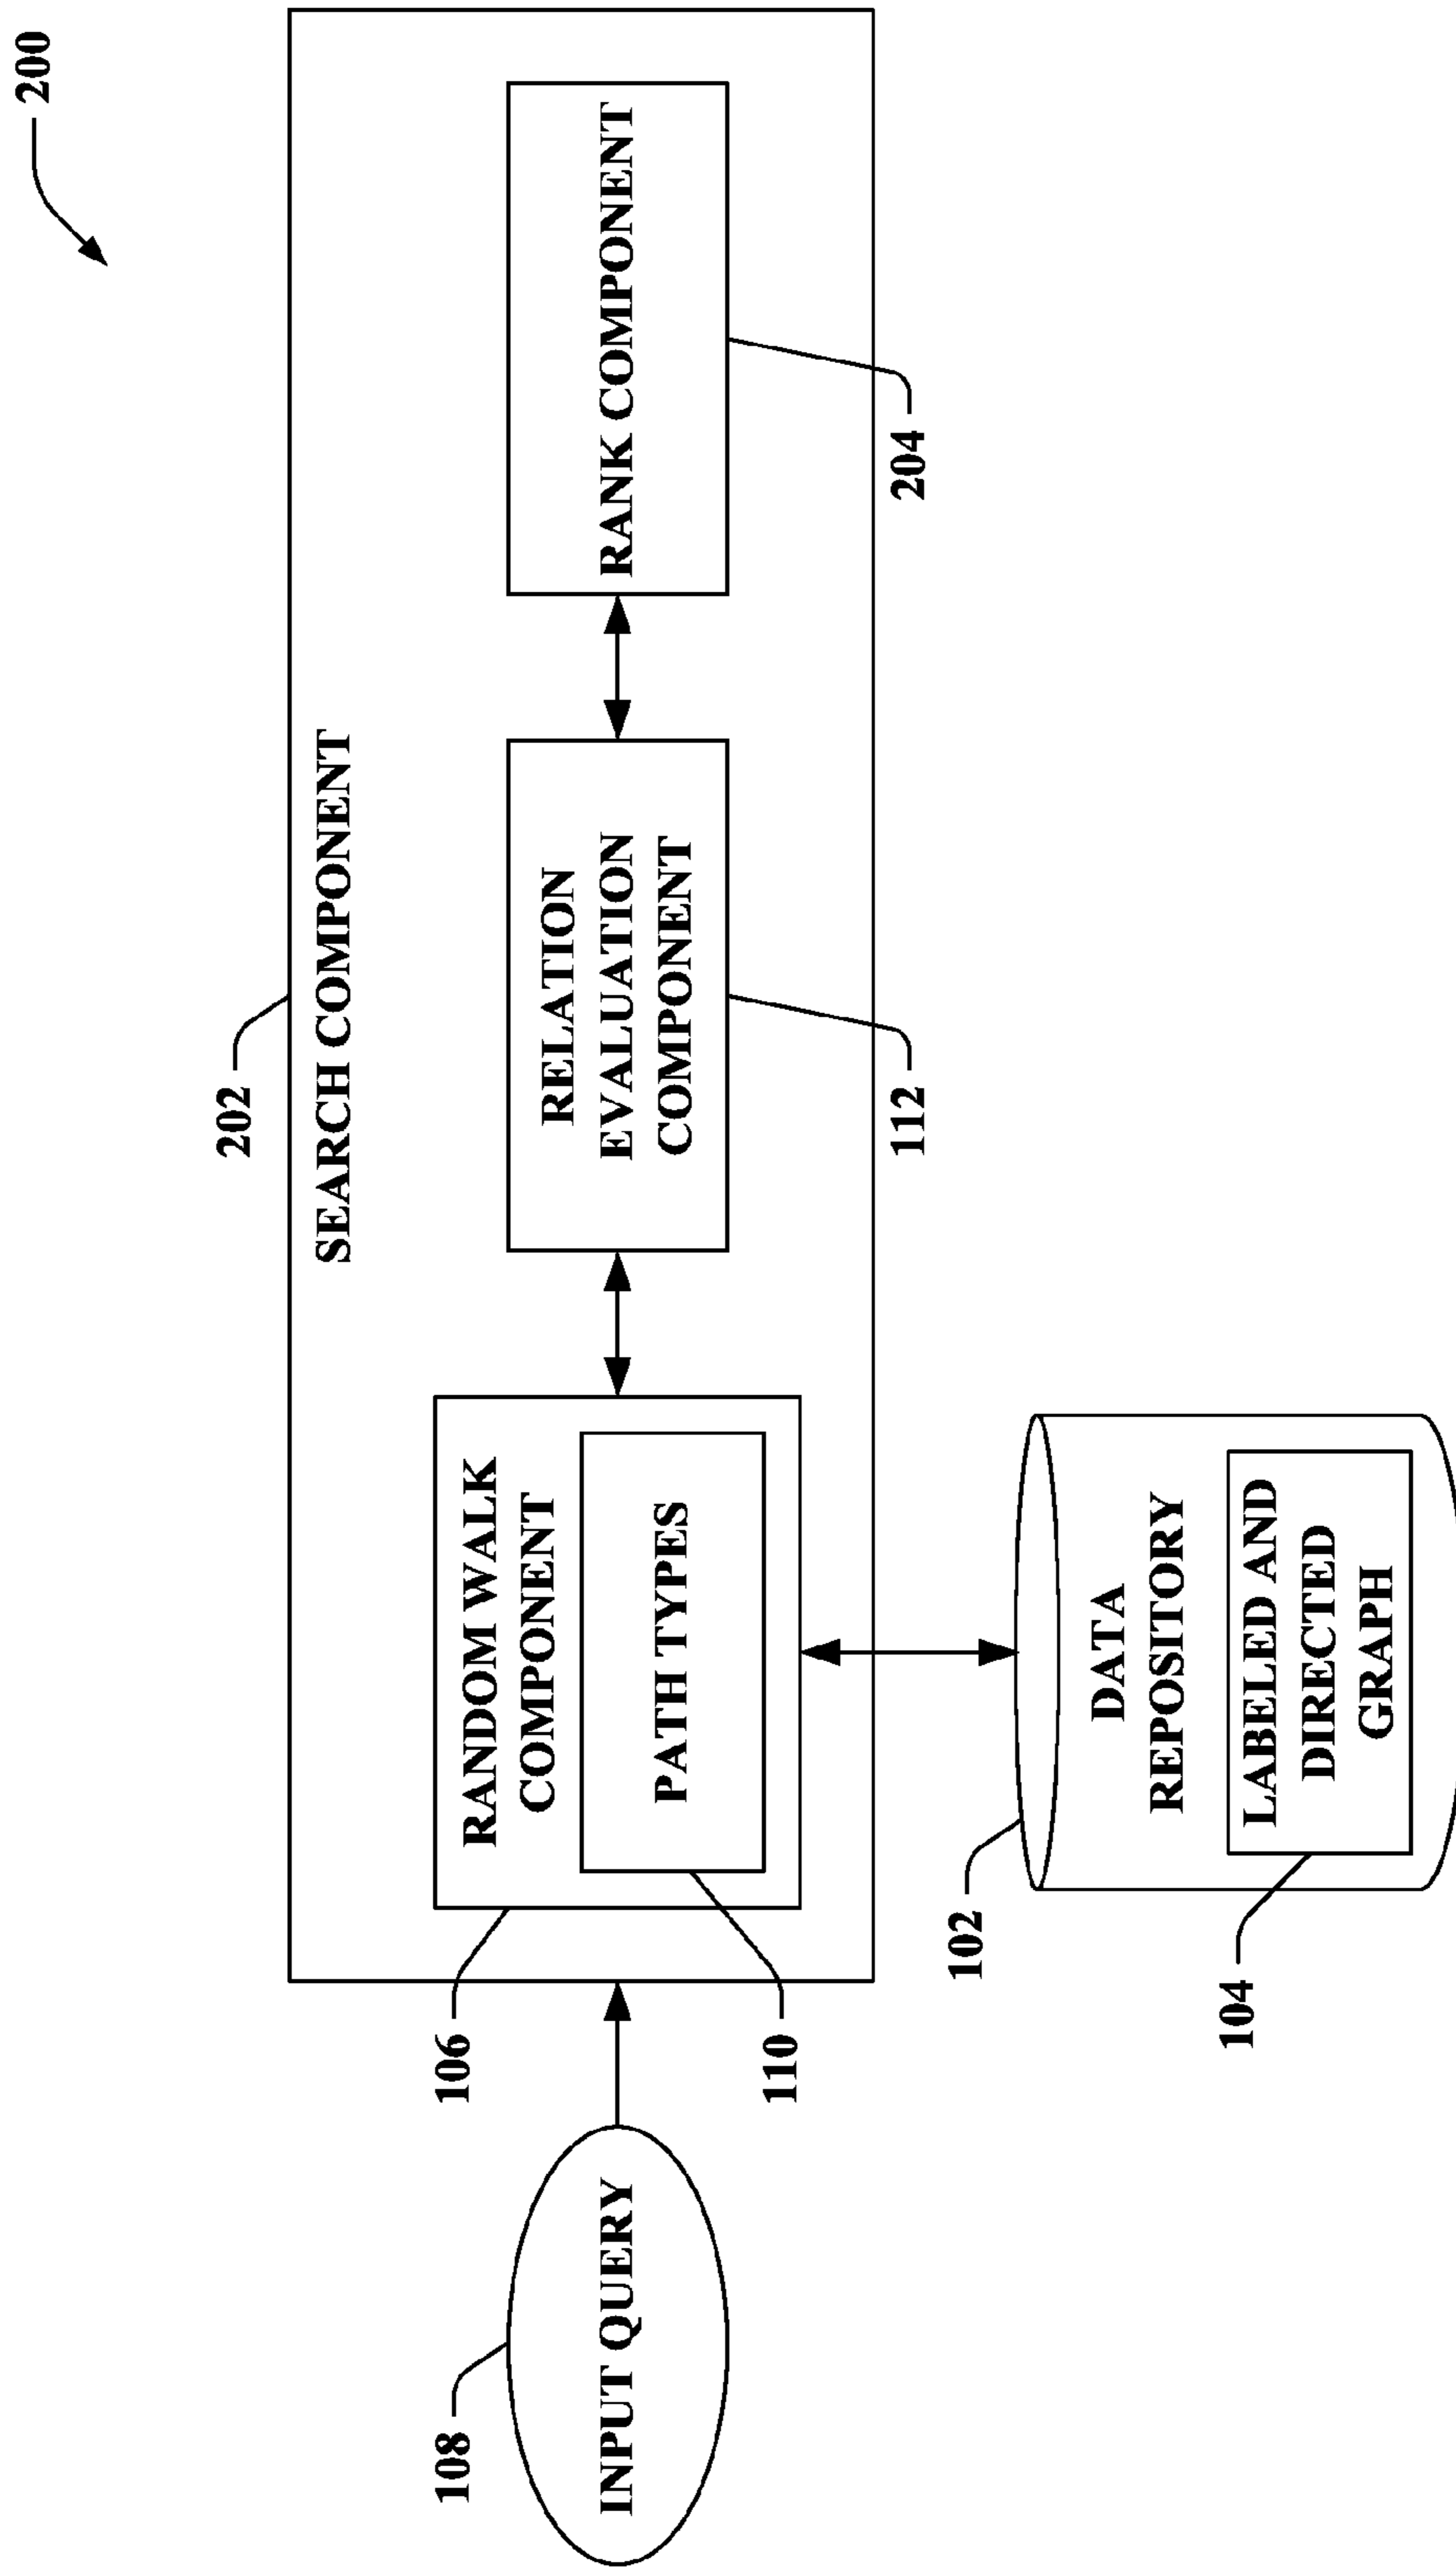 200
202
SEARCH COMPONENT
108
INPUT QUERY
106
RANDOM WALK
COMPONENT
PATH TYPES
110
RELATION
EVALUATION
COMPONENT
112
RANK COMPONENT
204
102
DATA
REPOSITORY
104
LABELED AND
DIRECTED
GRAPH